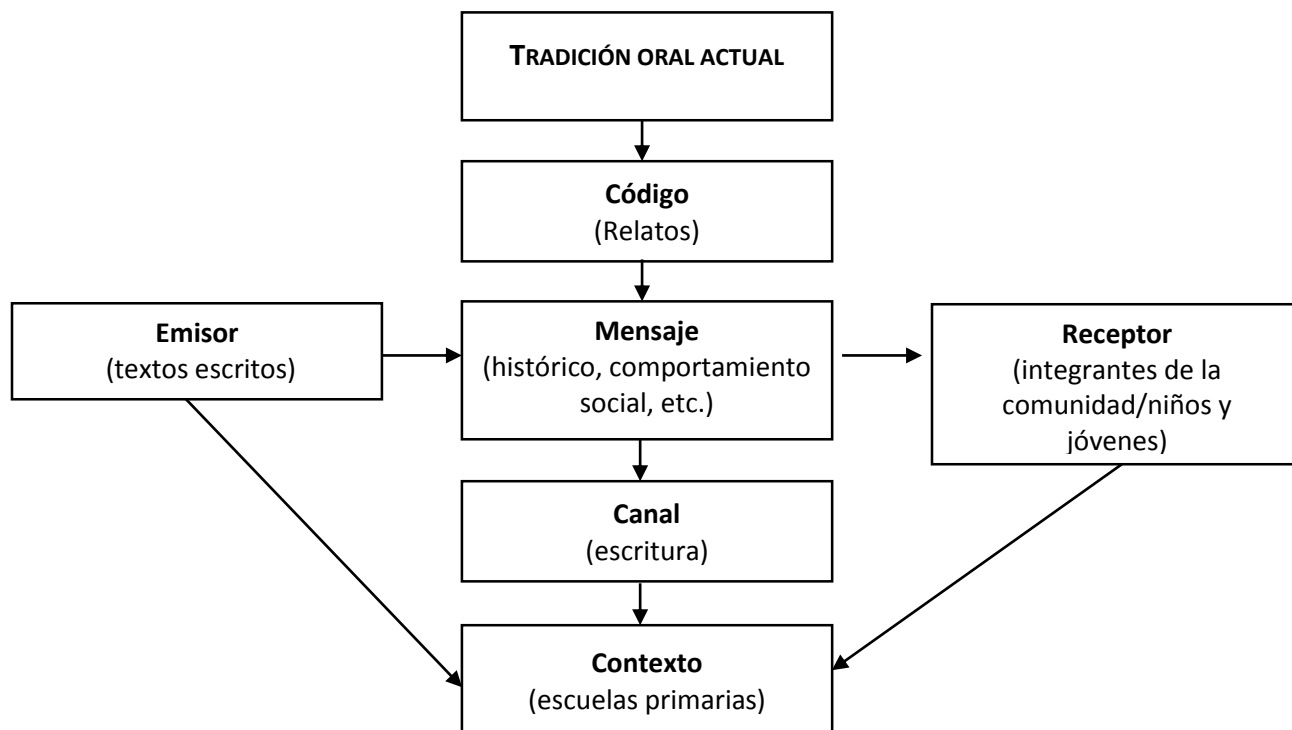 TRADICIÓN ORAL ACTUAL
Código
(Relatos)
Emisor
(textos escritos)
Mensaje
(histórico, comportamiento
social, etc.)
Receptor
(integrantes de la
comunidad/niños y
jóvenes)
Canal
(escritura)
Contexto
(escuelas primarias)